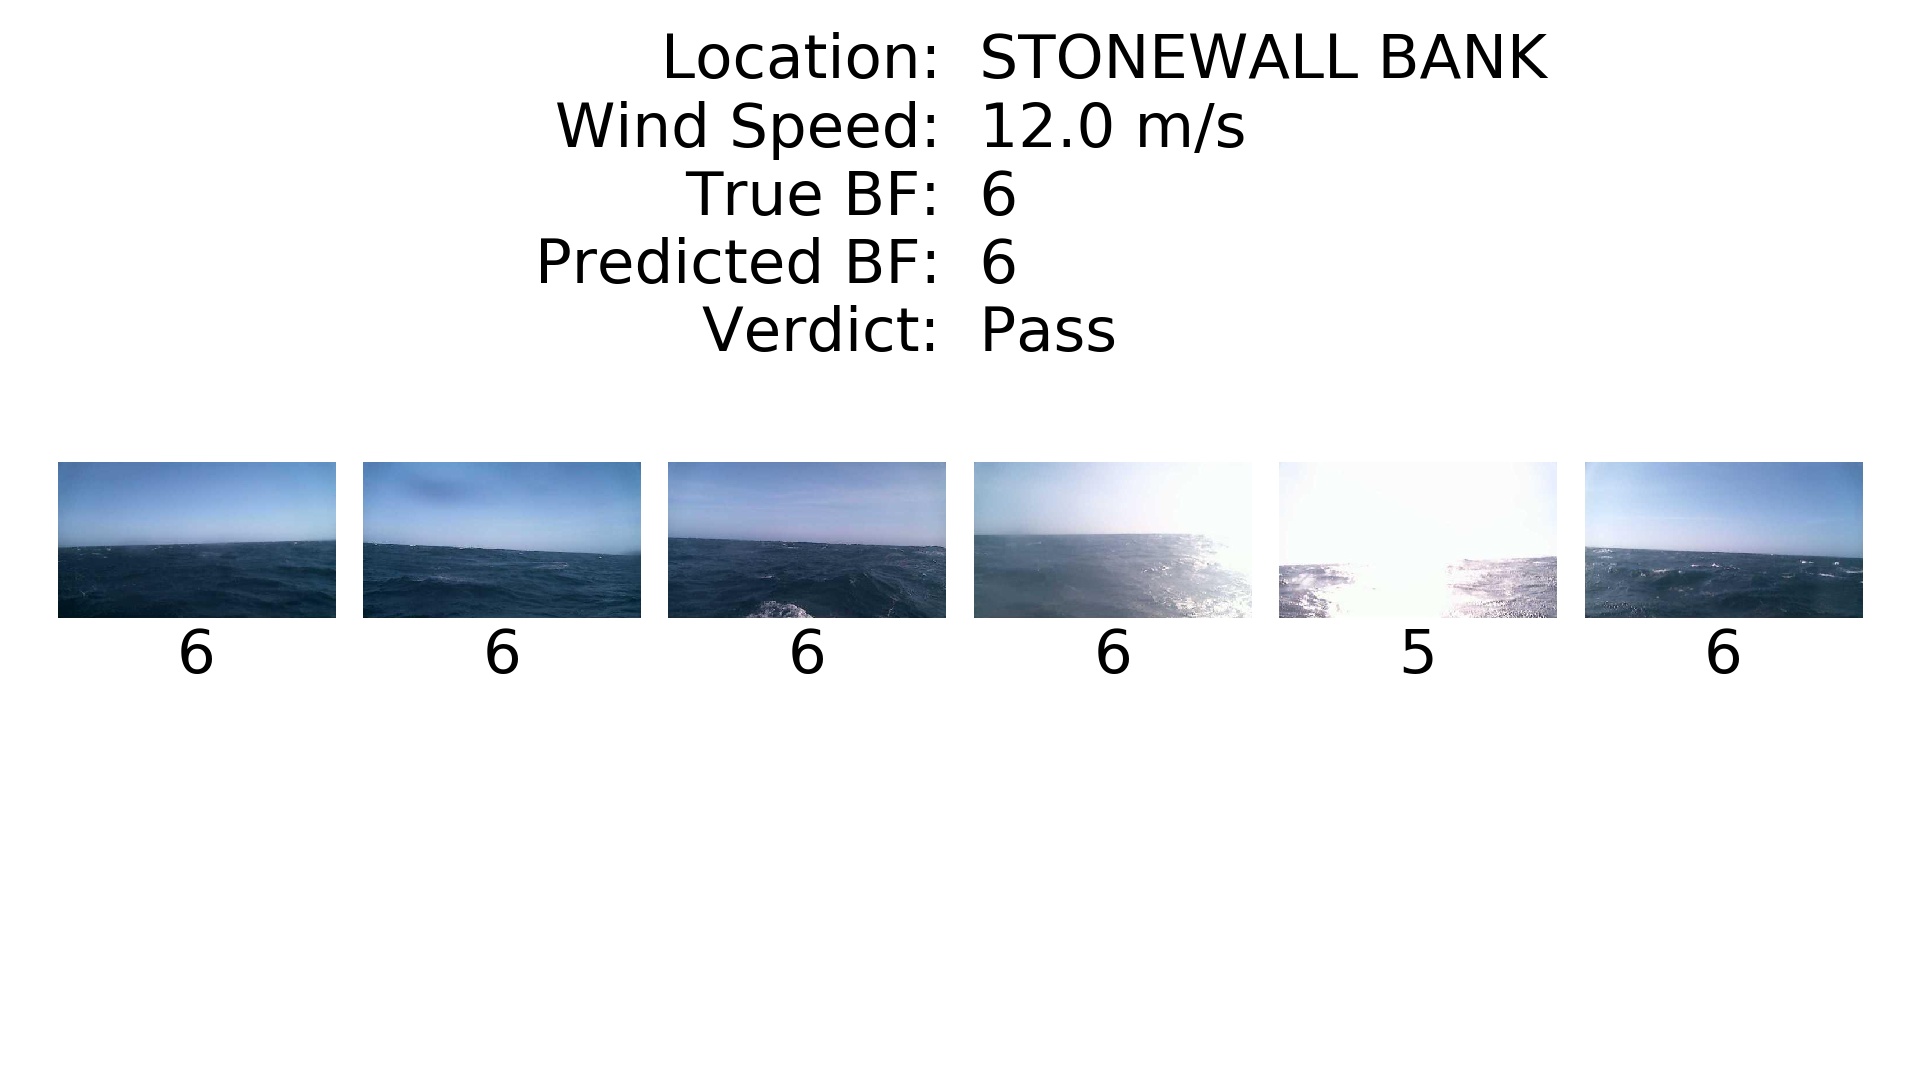 Location: STONEWALL BANK
Wind Speed: 12.0 m/s
True BF: 6
Predicted BF: 6
Verdict: Pass
6 6 6 6 5 6